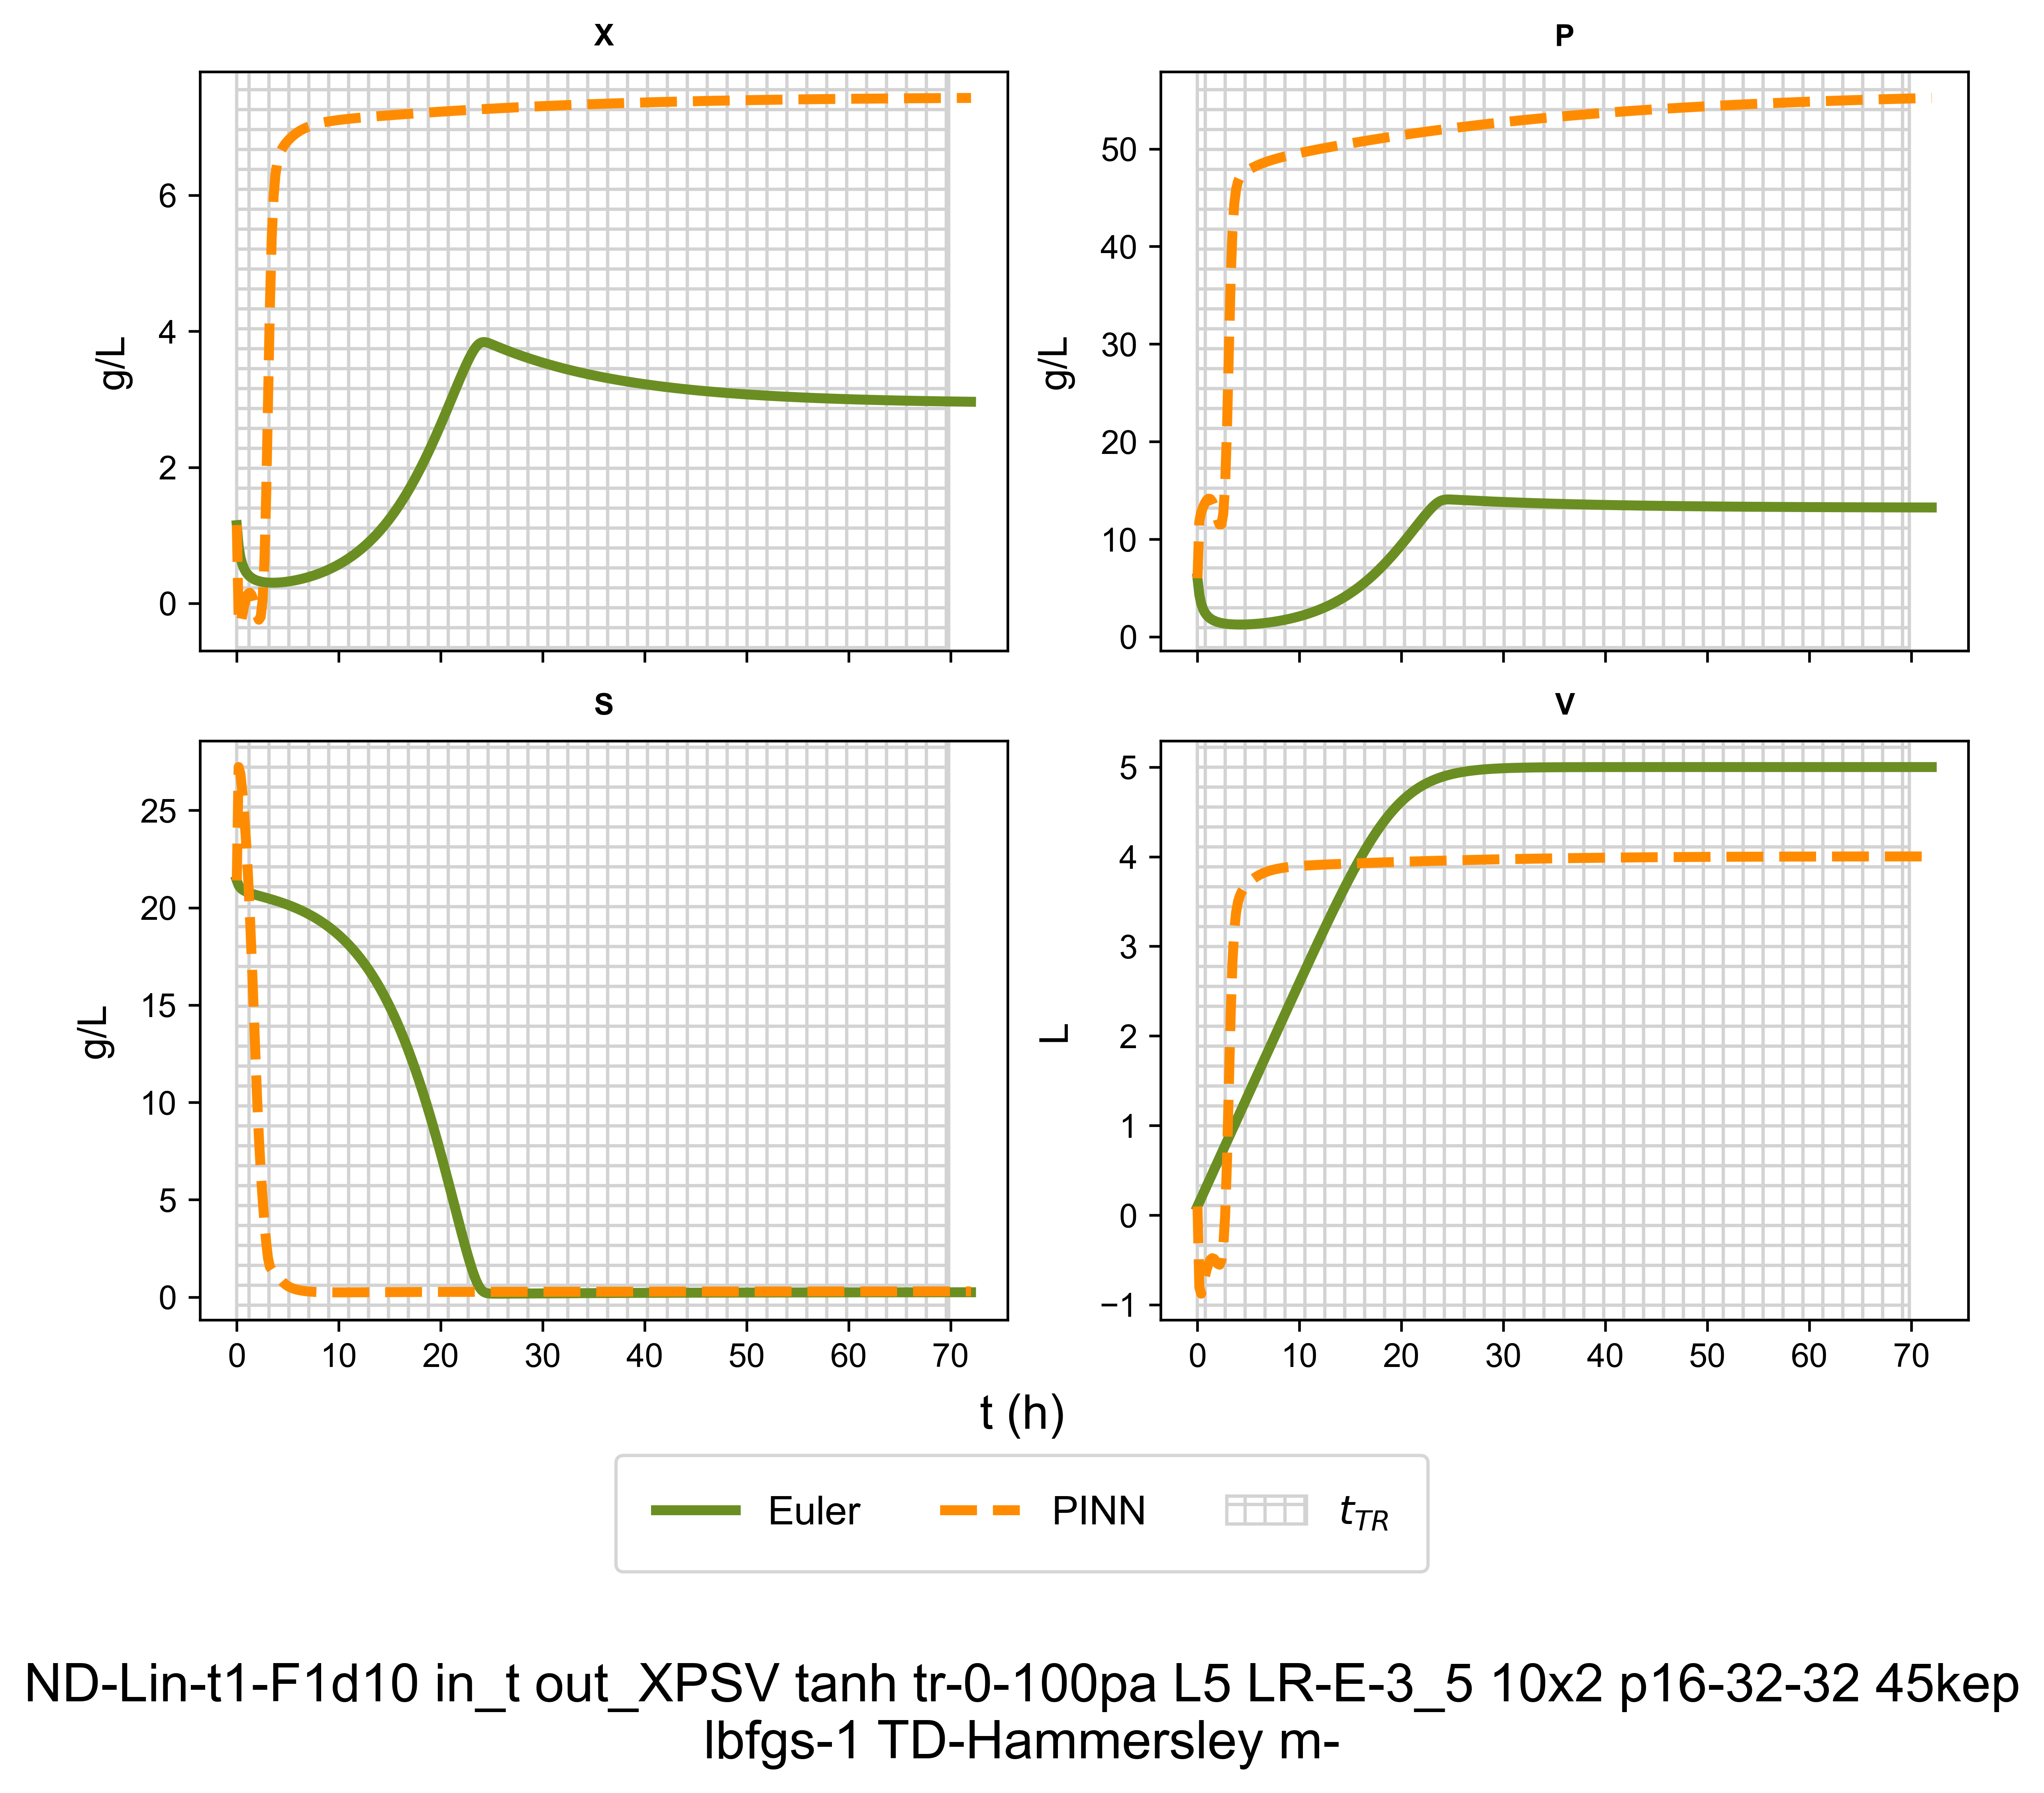 X
P
g/L
6
4
2
0
g/L
50
40
30
20
10
0
S
V
g/L
25
20
15
10
5
0
0 10 20 30 40 50 60 70
L
5
4
3
2
1
0
−1
0 10 20 30 40 50 60 70
t (h)
Euler PINN t_TR
ND-Lin-t1-F1d10 in_t out_XPSV tanh tr-0-100pa L5 LR-E-3_5 10x2 p16-32-32 45kep
lbfgs-1 TD-Hammersley m-